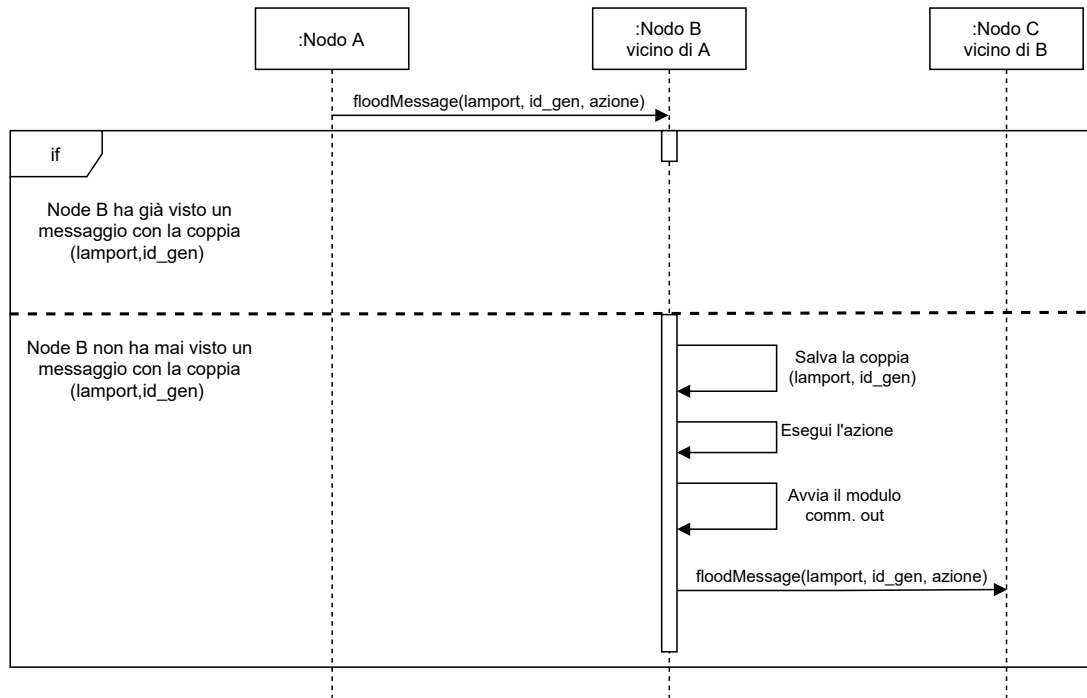 :Nodo A
:Nodo B
vicino di A
:Nodo C
vicino di B
floodMessage(lamport, id_gen, azione)
if
Node B ha già visto un
messaggio con la coppia
(lamport,id_gen)
Node B non ha mai visto un
messaggio con la coppia
(lamport,id_gen)
Salva la coppia
(lamport, id_gen)
Esegui l'azione
Avvia il modulo
comm. out
floodMessage(lamport, id_gen, azione)